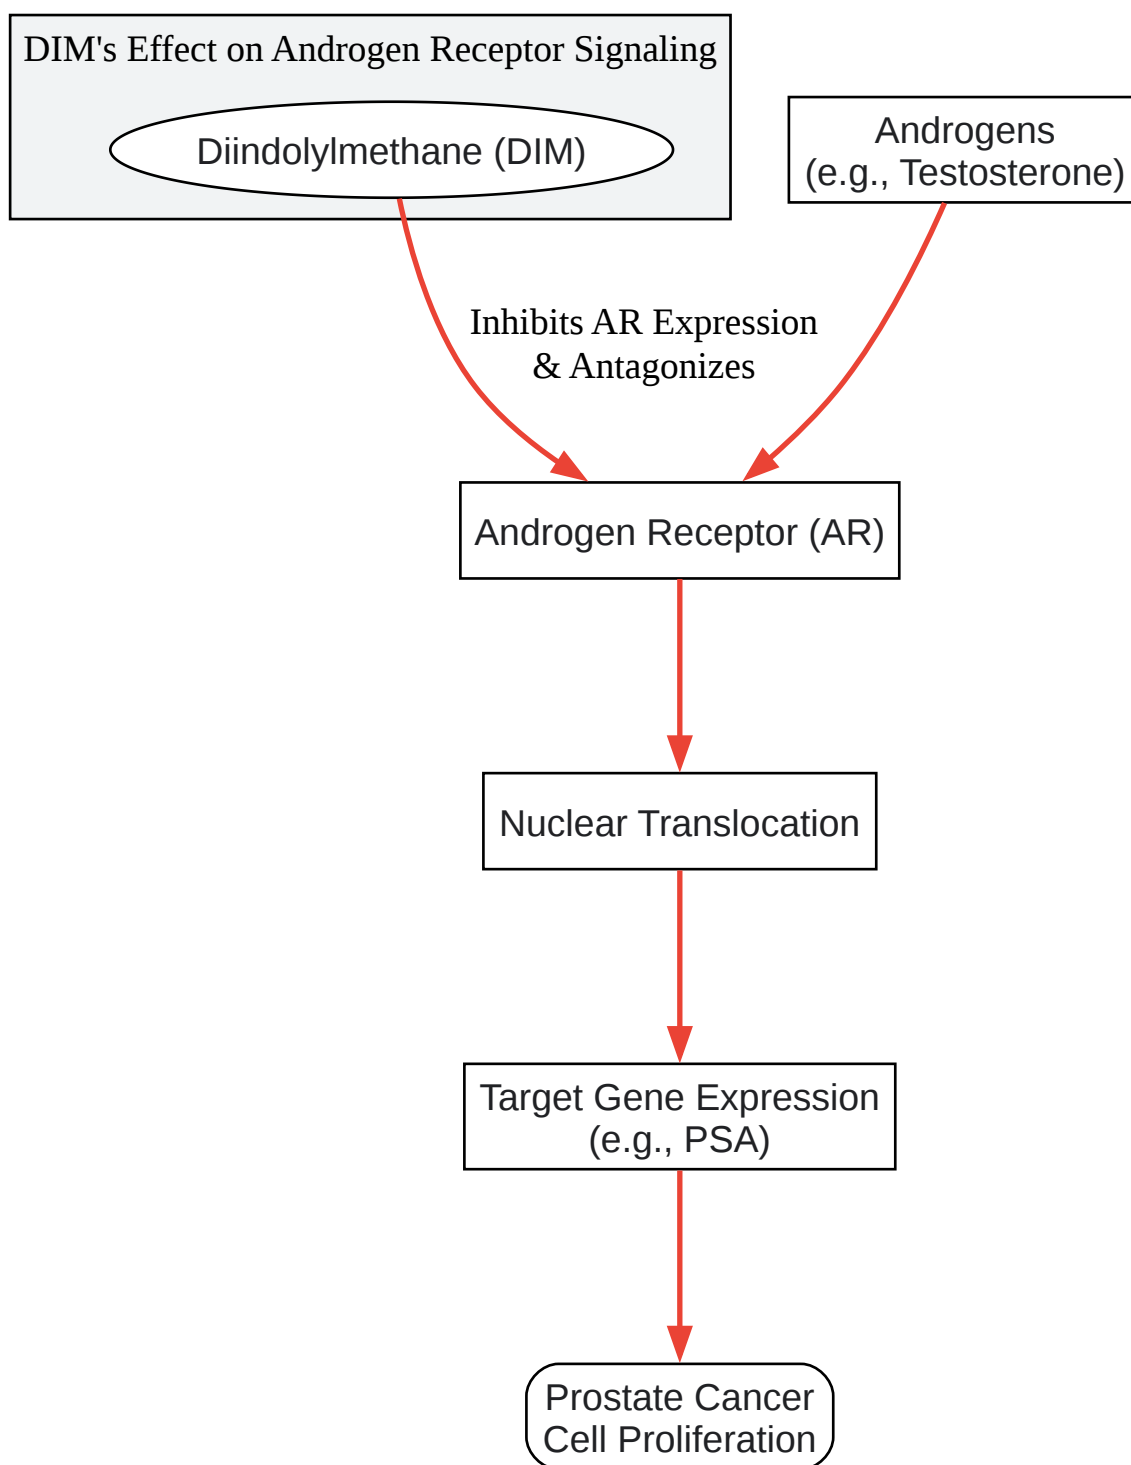 DIM's Effect on Androgen Receptor Signaling
Diindolylmethane (DIM)
Androgens
(e.g., Testosterone)
Inhibits AR Expression
& Antagonizes
Androgen Receptor (AR)
Nuclear Translocation
Target Gene Expression
(e.g., PSA)
Prostate Cancer
Cell Proliferation